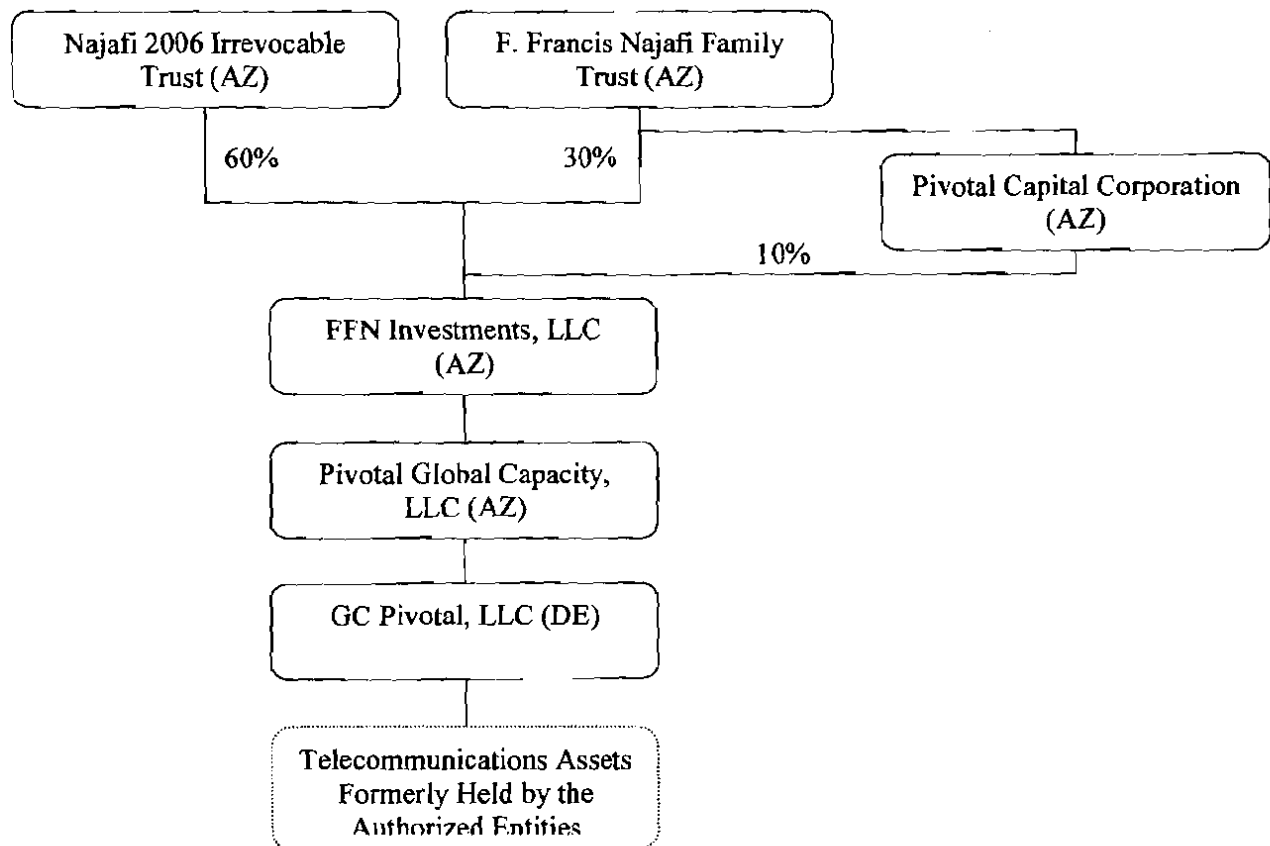 Najafi 2006 Irrevocable
Trust (AZ)
F. Francis Najafi Family
Trust (AZ)
60%
30%
Pivotal Capital Corporation
(AZ)
10%
FFN Investments, LLC
(AZ)
Pivotal Global Capacity,
LLC (AZ)
GC Pivotal, LLC (DE)
Telecommunications Assets
Formerly Held by the
Authorized Entities